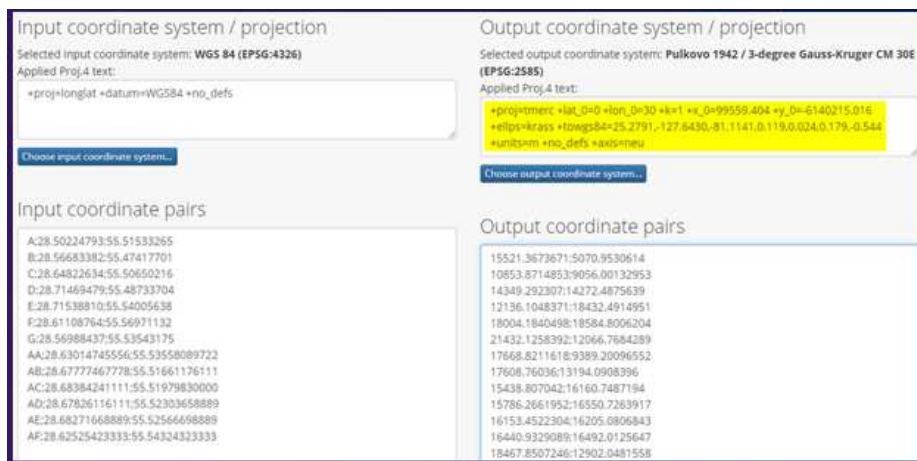 Input coordinate system / projection
Selected input coordinate system: WGS 84 (EPSG:4326)
Applied Proj.4 text:
+proj=longlat +datum=WGS84 +no_defs
Choose input coordinate system...
Input coordinate pairs
A;28.50224793;55.51533265
B;28.56683382;55.47417701
C;28.64822634;55.50650216
D;28.71469479;55.48733704
E;28.71538810;55.54005638
F;28.61108764;55.56971132
G;28.56988437;55.53543175
AA;28.63014745556;55.53558089722
AB;28.67777467778;55.51661176111
AC;28.68384241111;55.51979830000
AD;28.67826116111;55.52303658889
AE;28.68271668889;55.52566698889
AF;28.62525423333;55.54324323333
Output coordinate system / projection
Selected output coordinate system: Pulkovo 1942 / 3-degree Gauss-Kruger CM 30E
(EPSG:2585)
Applied Proj.4 text:
+proj=tmerc +lat_0=0 +lon_0=30 +k=1 +x_0=99559.404 +y_0=-6140215.016
+ellps=krass +towgs84=25.2791,-127.6430,-81.1141,0.119,0.024,0.179,-0.544
+units=m +no_defs +axis=neu
Choose output coordinate system...
Output coordinate pairs
15521.3673671;5070.9530614
10853.8714853;9056.00132953
14349.292307;14272.4875639
12136.1048371;18432.4914951
18004.1840498;18584.8006204
21432.1258392;12066.7684289
17668.8211618;9389.20096552
17608.76036;13194.0908396
15438.807042;16160.7487194
15786.2661952;16550.7263917
16153.4522304;16205.0806843
16440.9329089;16492.0125647
18467.8507246;12902.0481558